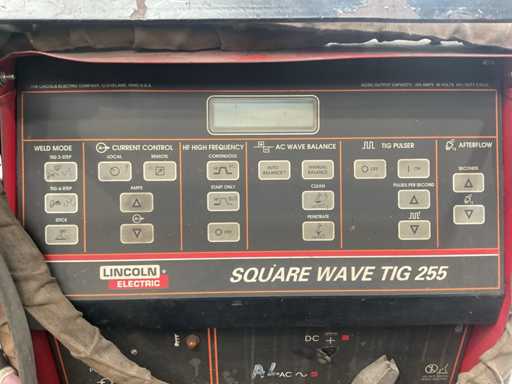 THE LINCOLN ELECTRIC COMPANY, CLEVELAND, OHIO U.S.A.
WELD MODE
CURRENT CONTROL
HF HIGH FREQUENCY
AC WAVE BALANCE
TIG PULSER
AFTERFLOW
TIG 2-STEP
LOCAL
REMOTE
CONTINUOUS
AUTO BALANCE
MANUAL BALANCE
OFF
ON
SECONDS
TIG 4-STEP
AMPS
START ONLY
CLEAN
PULSES PER SECOND
STICK
OFF
PENETRATE
LINCOLN
ELECTRIC
SQUARE WAVE TIG 255
DC
AL
AC